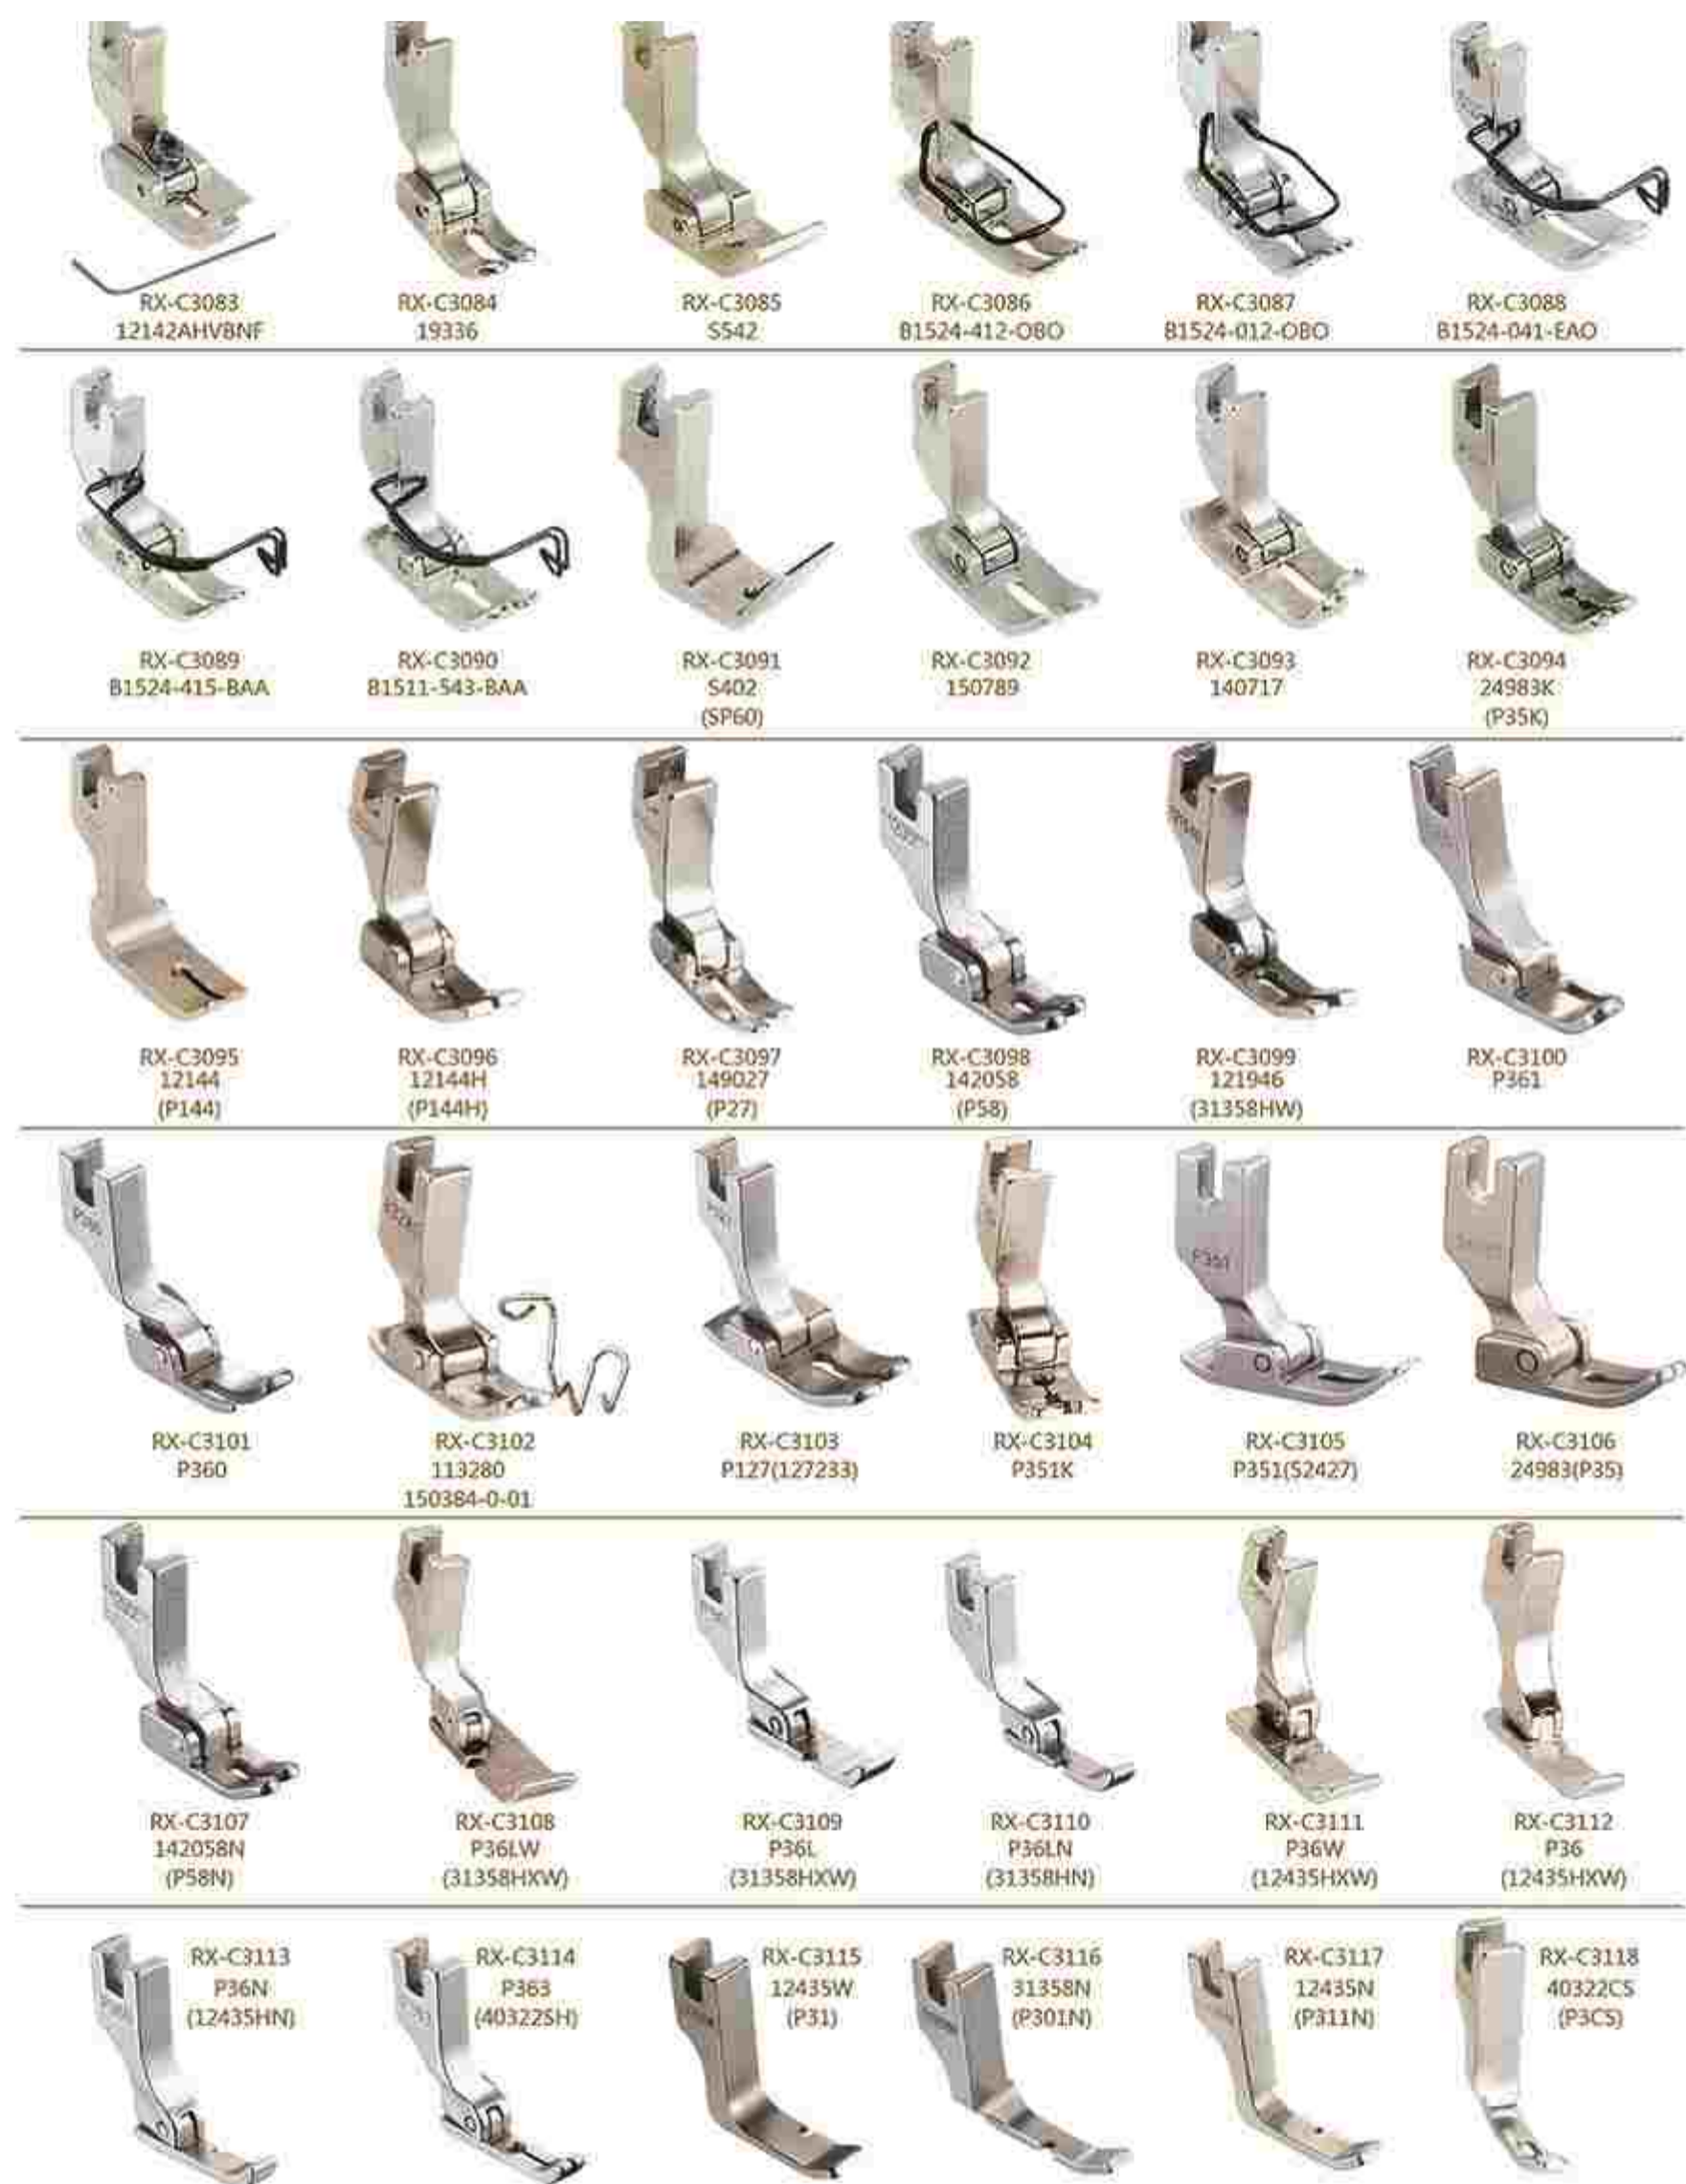 RX-C3083
12142AHVBNF
RX-C3084
19336
RX-C3085
S542
RX-C3086
B1524-412-OBO
RX-C3087
B1524-012-OBO
RX-C3088
B1524-041-EAO
RX-C3089
B1524-415-BAA
RX-C3090
B1511-543-BAA
RX-C3091
S402
(SP60)
RX-C3092
150789
RX-C3093
140717
RX-C3094
24983K
(P35K)
RX-C3095
12144
(P144)
RX-C3096
12144H
(P144H)
RX-C3097
149027
(P27)
RX-C3098
142058
(P58)
RX-C3099
121946
(31358HW)
RX-C3100
P361
RX-C3101
P360
RX-C3102
113280
150384-0-01
RX-C3103
P127(127233)
RX-C3104
P351K
P351
RX-C3105
P351(52427)
RX-C3106
24983(P35)
RX-C3107
142058N
(P58N)
RX-C3108
P36LW
(31358HXW)
RX-C3109
P36L
(31358HXW)
RX-C3110
P36LN
(31358HN)
RX-C3111
P36W
(12435HXW)
RX-C3112
P36
(12435HXW)
RX-C3113
P36N
(12435HN)
RX-C3114
P363
(40322SH)
RX-C3115
12435W
(P31)
RX-C3116
31358N
(P301N)
RX-C3117
12435N
(P311N)
RX-C3118
40322CS
(P3CS)